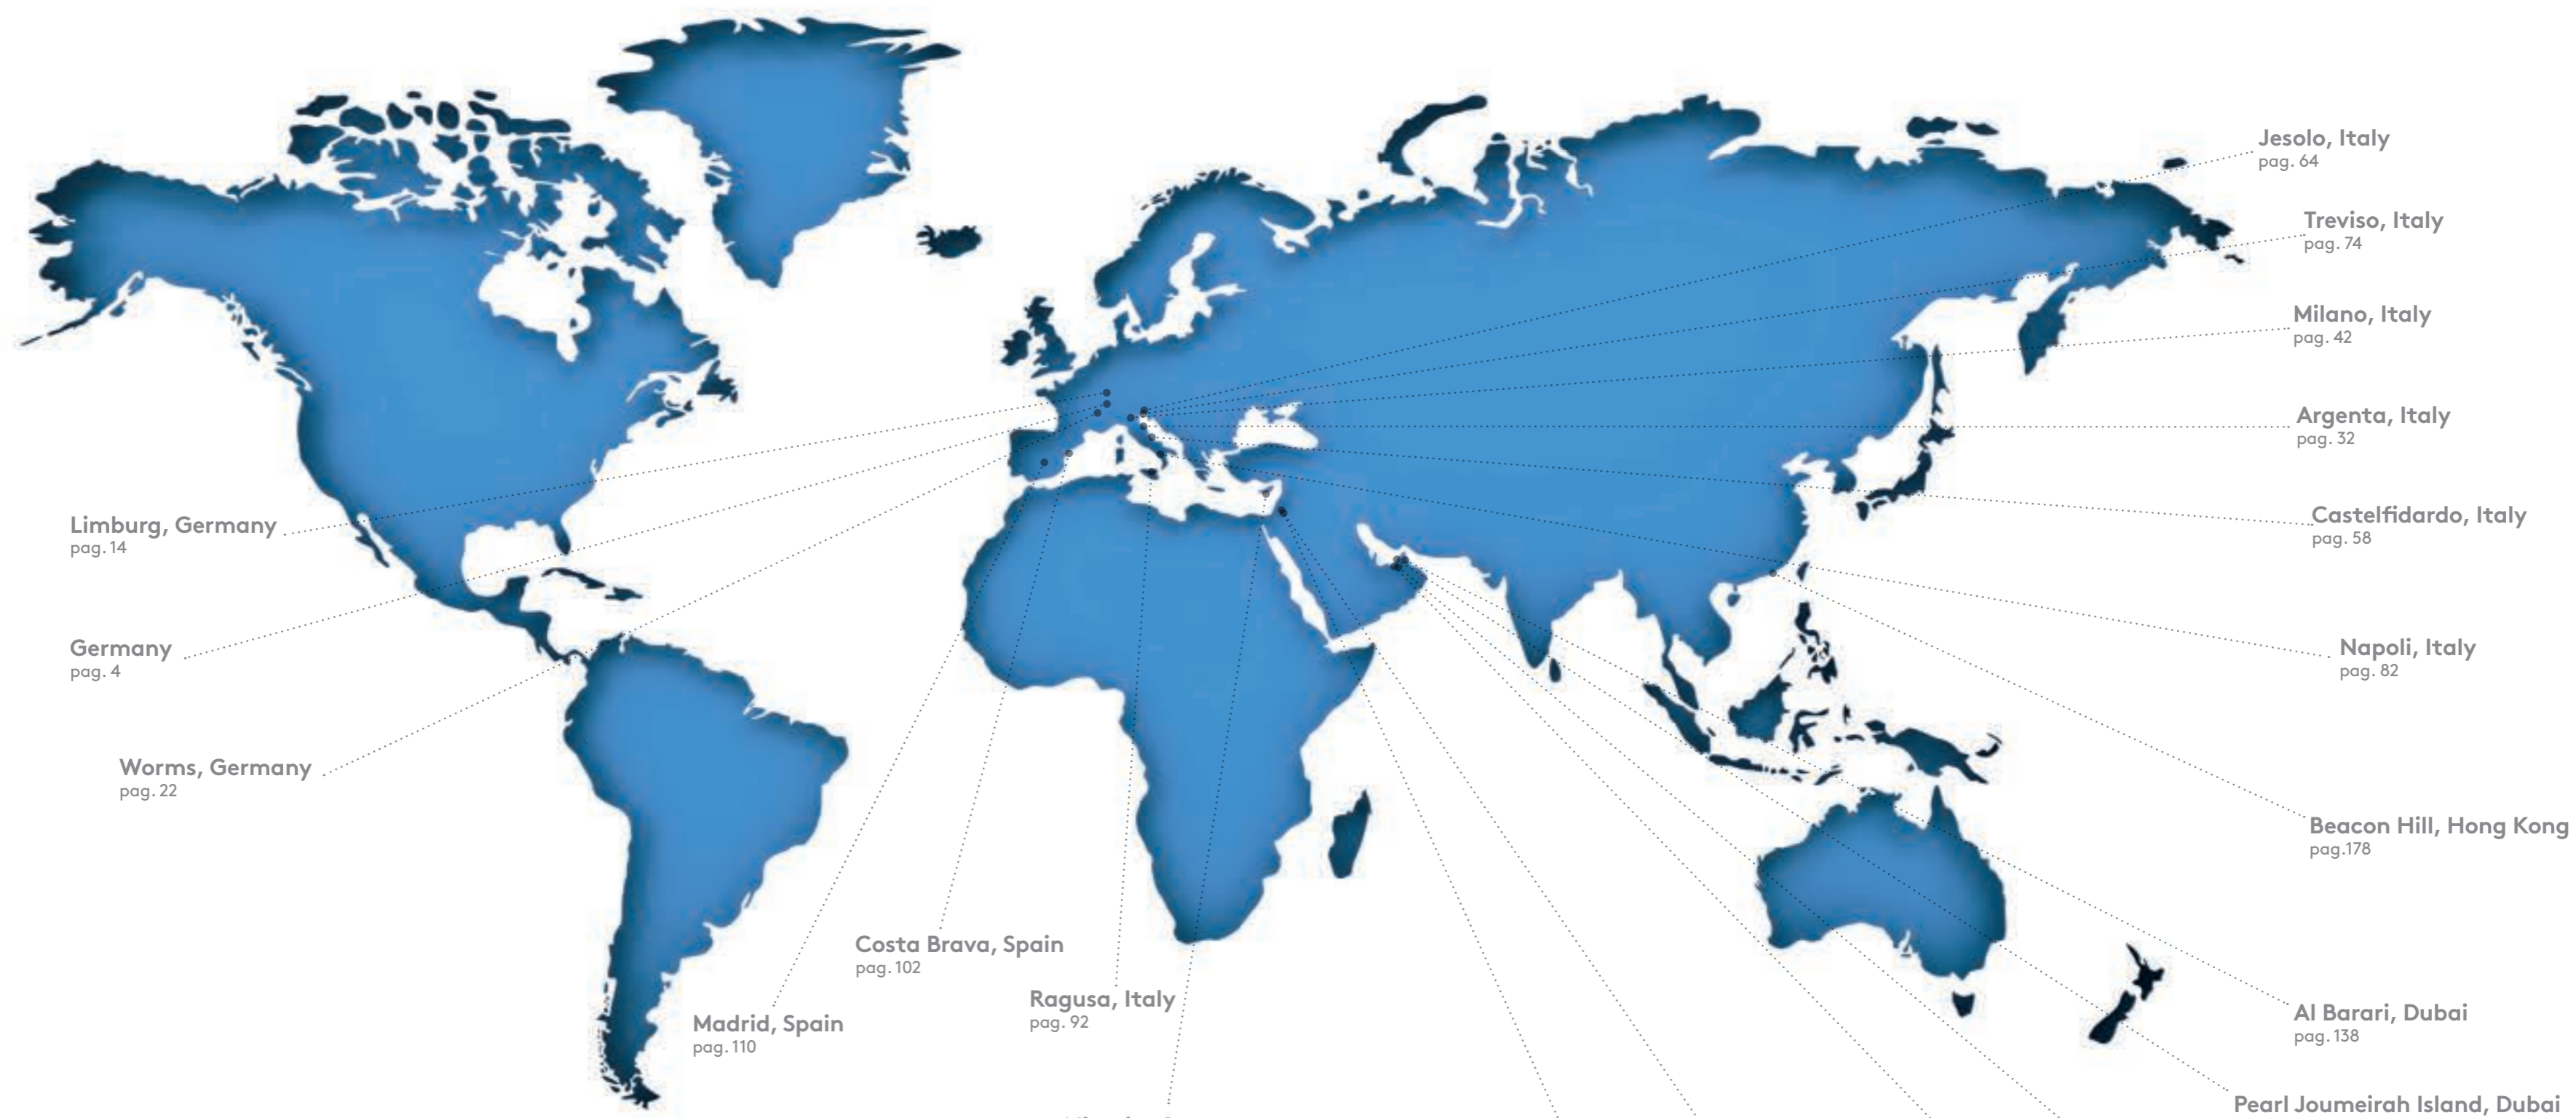 Jesolo, Italy
pag. 64
Treviso, Italy
pag. 74
Milano, Italy
pag. 42
Argenta, Italy
pag. 32
Castelfidardo, Italy
pag. 58
Limburg, Germany
pag. 14
Germany
pag. 4
Napoli, Italy
pag. 82
Worms, Germany
pag. 22
Beacon Hill, Hong Kong
pag.178
Costa Brava, Spain
pag. 102
Ragusa, Italy
pag. 92
Madrid, Spain
pag. 110
Al Barari, Dubai
pag. 138
Pearl Joumeirah Island, Dubai